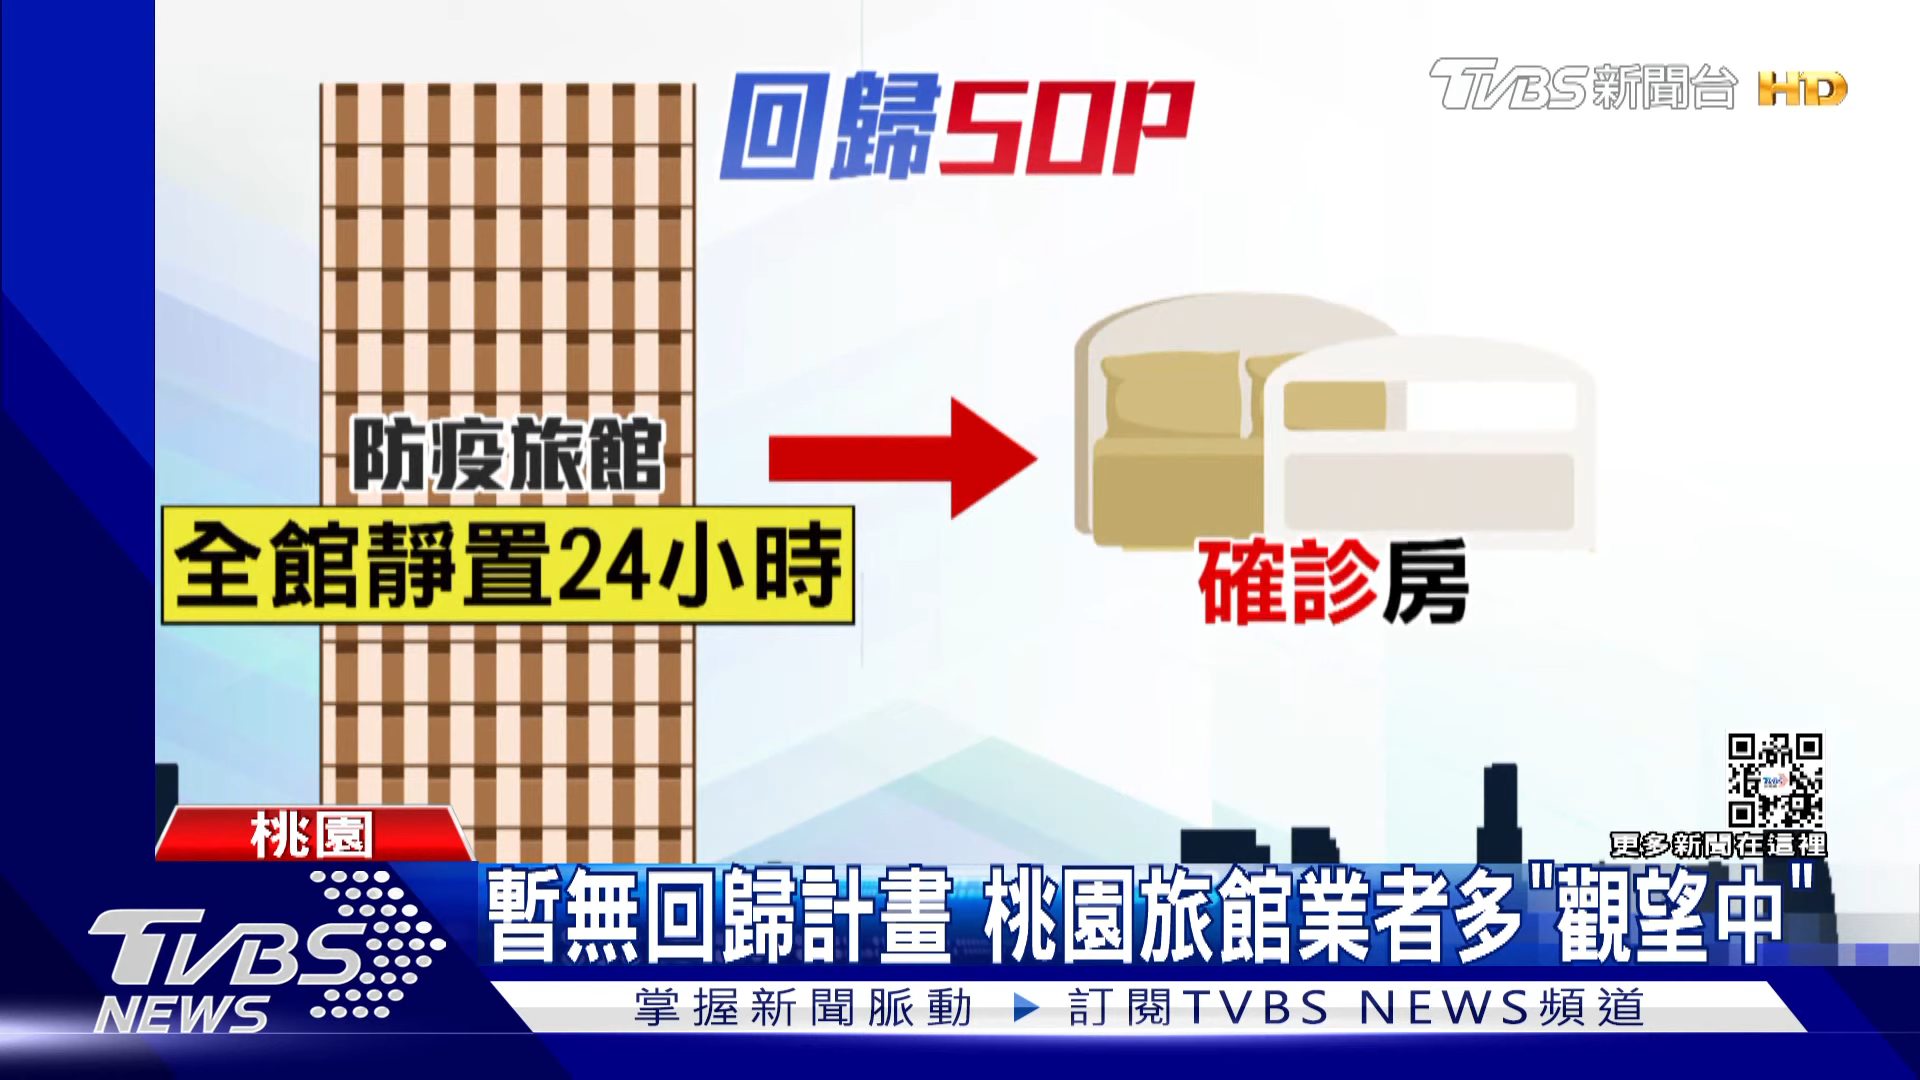 回歸SOP
TVBS新聞台 HD
防疫旅館
全館靜置24小時
確診房
更多新聞在這裡
桃園
暫無回歸計畫 桃園旅館業者多"觀望中"
TVBS NEWS
掌握新聞脈動 ▶ 訂閱TVBS NEWS頻道